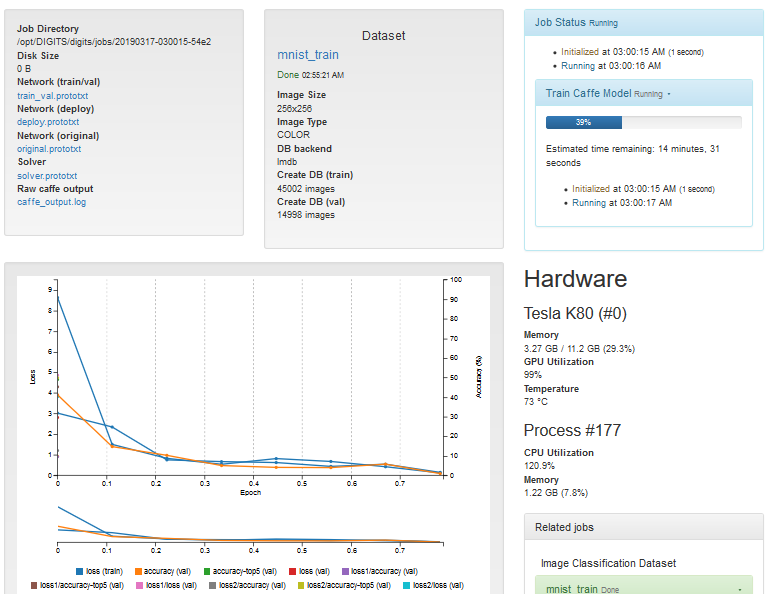 Job Directory
/opt/DIGITS/digits/jobs/20190317-030015-54e2
Disk Size
0 B
Network (train/val)
train_val.prototxt
Network (deploy)
deploy.prototxt
Network (original)
original.prototxt
Solver
solver.prototxt
Raw caffe output
caffe_output.log
Dataset
mnist_train
Done 02:55:21 AM
Image Size
256x256
Image Type
COLOR
DB backend
lmdb
Create DB (train)
45002 images
Create DB (val)
14998 images
Job Status Running
Initialized at 03:00:15 AM (1 second)
Running at 03:00:16 AM
Train Caffe Model Running
39%
Estimated time remaining: 14 minutes, 31
seconds
Initialized at 03:00:15 AM (1 second)
Running at 03:00:17 AM
9
8
7
6
5
4
3
2
1
0
Loss
100
90
80
70
60
50
40
30
20
10
0
Accuracy (%)
0 0.1 0.2 0.3 0.4 0.5 0.6 0.7
Epoch
0 0.1 0.2 0.3 0.4 0.5 0.6 0.7
loss (train) accuracy (val) accuracy-top5 (val) loss (val) loss1/accuracy (val)
loss1/accuracy-top5 (val) loss1/loss (val) loss2/accuracy (val) loss2/accuracy-top5 (val) loss2/loss (val)
Hardware
Tesla K80 (#0)
Memory
3.27 GB / 11.2 GB (29.3%)
GPU Utilization
99%
Temperature
73 °C
Process #177
CPU Utilization
120.9%
Memory
1.22 GB (7.8%)
Related jobs
Image Classification Dataset
mnist_train Done